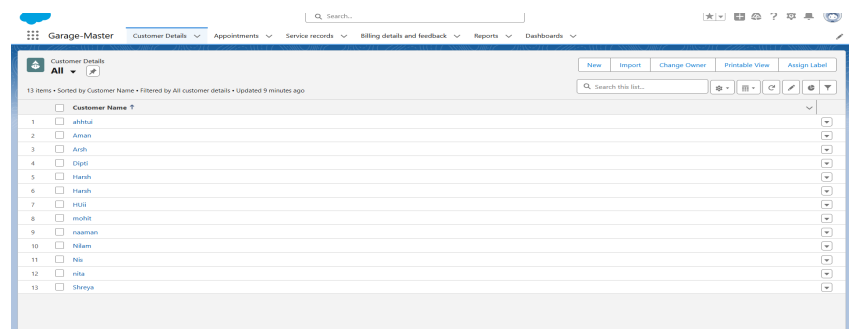 Search...
Garage-Master Customer Details Appointments Service records Billing details and feedback Reports Dashboards
Customer Details
All
New Import Change Owner Printable View Assign Label
13 items • Sorted by Customer Name • Filtered by All customer details • Updated 9 minutes ago
Search this list...
Customer Name ↑
1 ahhtui
2 Aman
3 Arsh
4 Dipti
5 Harsh
6 Harsh
7 HUii
8 mohit
9 naaman
10 Nilam
11 Nis
12 nita
13 Shreya